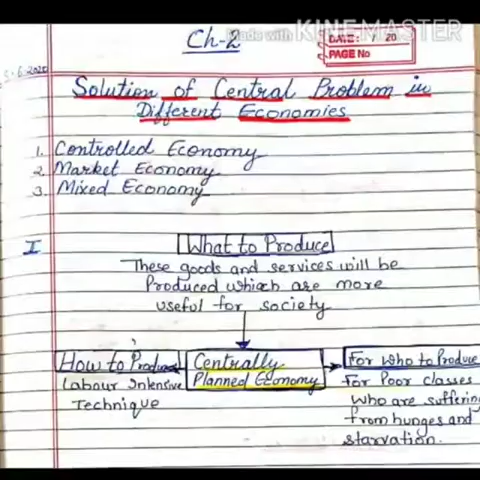 Made with KINEMASTER
Ch-2
DATE: / 20
PAGE No
5.6.2020
Solution of Central Problem in
Different Economies
1. Controlled Economy
2. Market Economy
3. Mixed Economy
I What to Produce
These goods and services will be
Produced which are more
useful for society
How to Produce
Labour Intensive
Technique
Centrally
Planned Economy
For Who to Produce
For Poor classes
who are suffering
from hunges and
starvation.